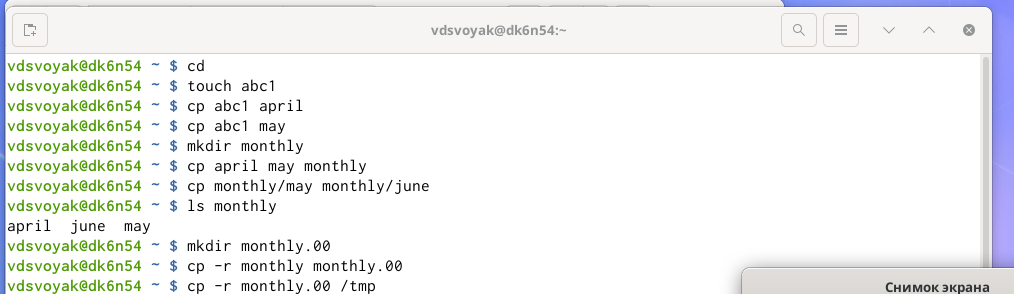 vdsvoyak@dk6n54:~
vdsvoyak@dk6n54 ~ $ cd
vdsvoyak@dk6n54 ~ $ touch abc1
vdsvoyak@dk6n54 ~ $ cp abc1 april
vdsvoyak@dk6n54 ~ $ cp abc1 may
vdsvoyak@dk6n54 ~ $ mkdir monthly
vdsvoyak@dk6n54 ~ $ cp april may monthly
vdsvoyak@dk6n54 ~ $ cp monthly/may monthly/june
vdsvoyak@dk6n54 ~ $ ls monthly
april  june  may
vdsvoyak@dk6n54 ~ $ mkdir monthly.00
vdsvoyak@dk6n54 ~ $ cp -r monthly monthly.00
vdsvoyak@dk6n54 ~ $ cp -r monthly.00 /tmp
Снимок экрана